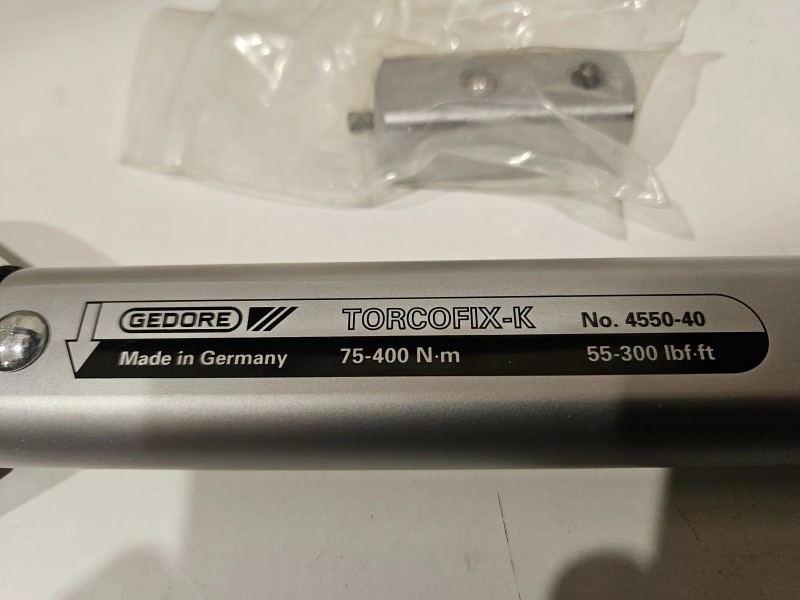 GEDORE TORCOFIX-K No. 4550-40
Made in Germany 75-400 N·m 55-300 lbf·ft